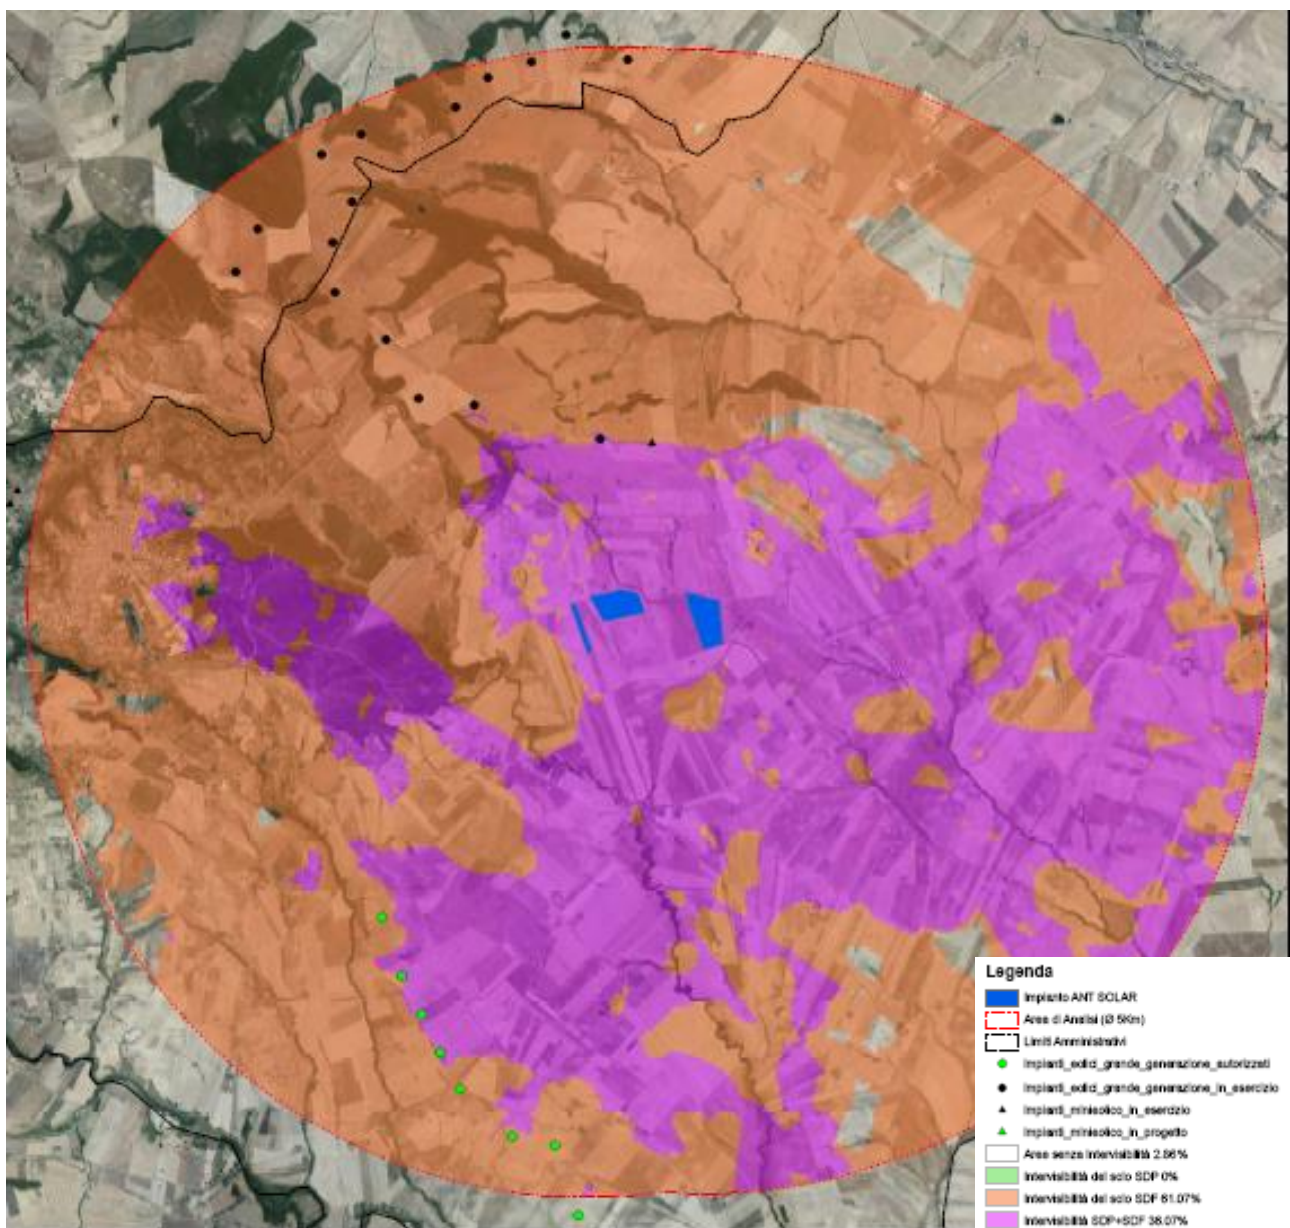 Legenda
Impianto ANT SOLAR
Area di Analisi (Ø 5Km)
Limiti Amministrativi
Impianti_eolici_grande_generazione_autorizzati
Impianti_eolici_grande_generazione_in_esercizio
Impianti_minieolico_in_esercizio
Impianti_minieolico_in_progetto
Aree senza Intervisibilità 2.86%
Intervisibilità del solo SDP 0%
Intervisibilità del solo SDF 61.07%
Intervisibilità SDP+SDF 36.07%